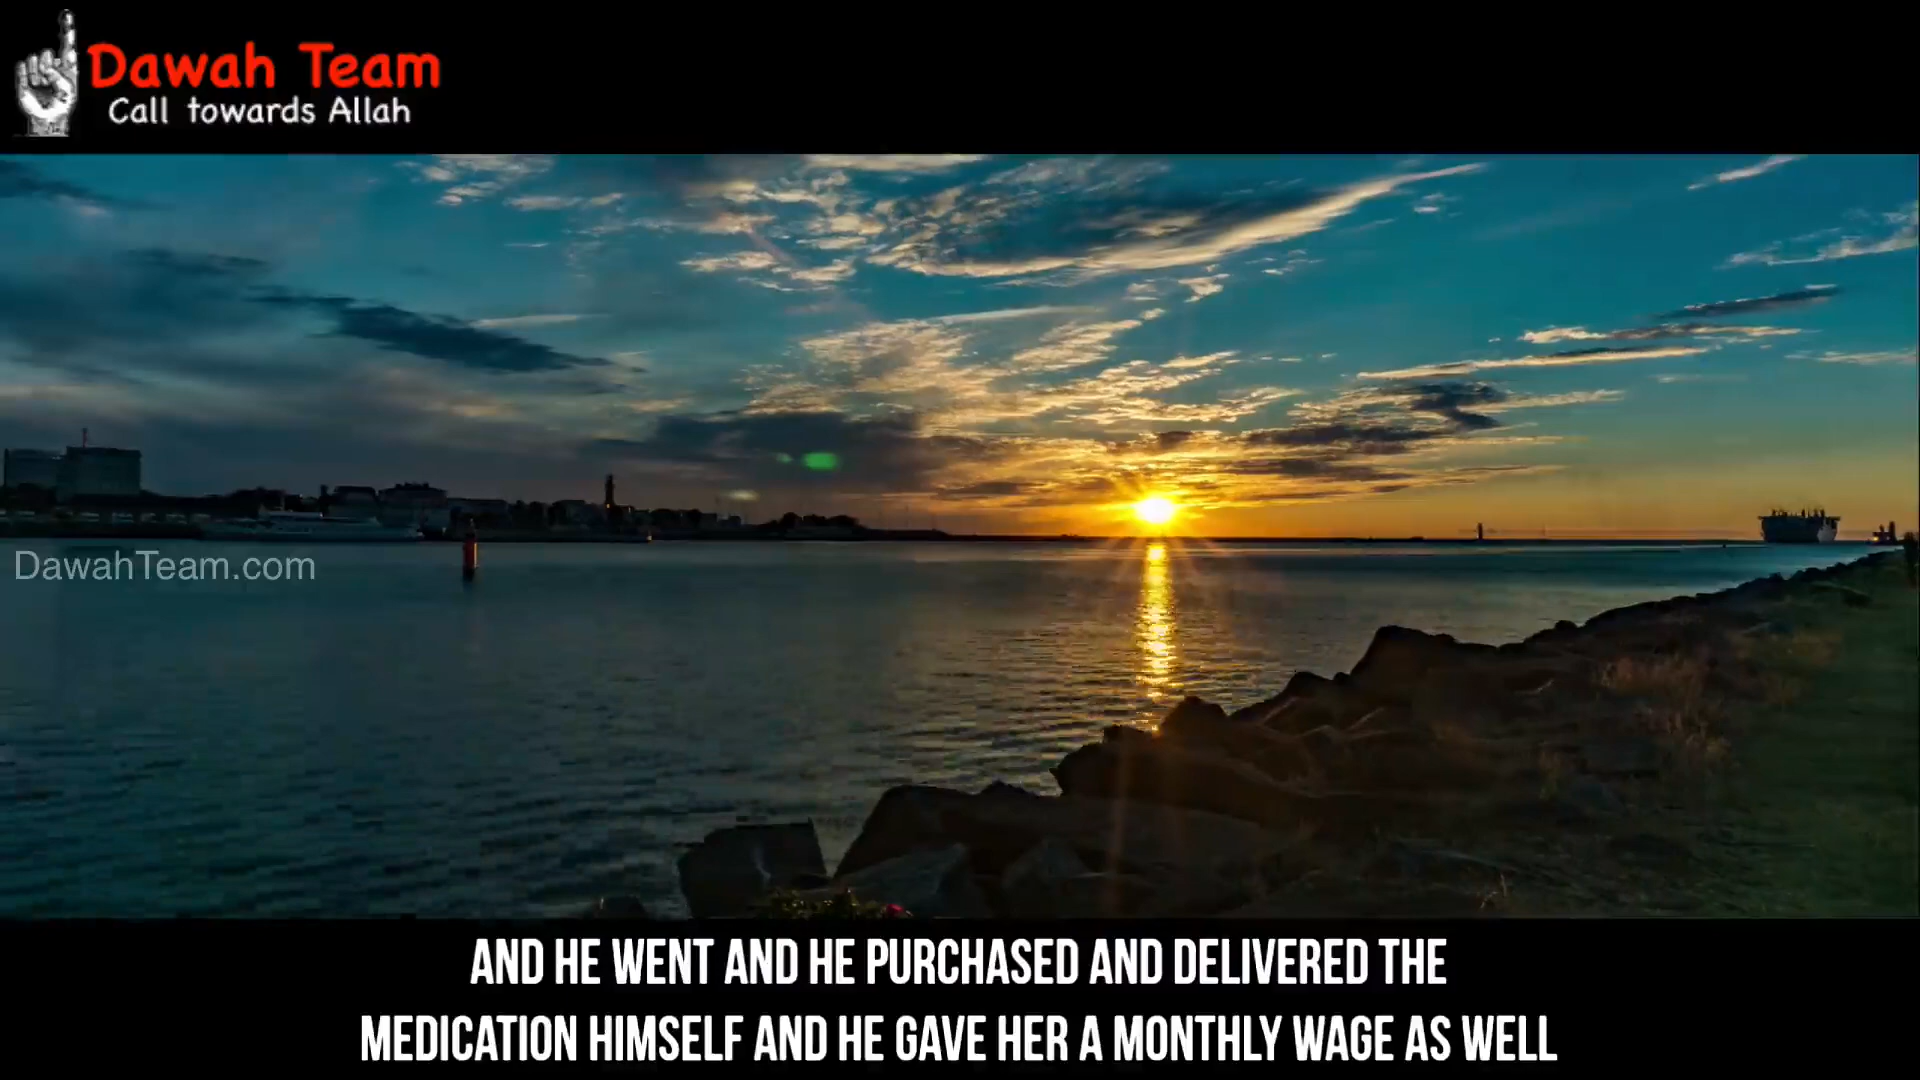 Dawah Team
Call towards Allah
DawahTeam.com
AND HE WENT AND HE PURCHASED AND DELIVERED THE
MEDICATION HIMSELF AND HE GAVE HER A MONTHLY WAGE AS WELL